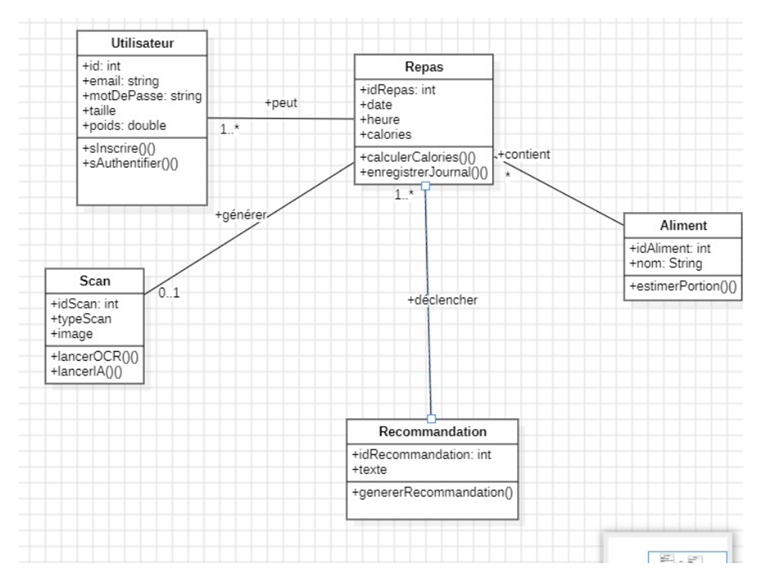 Utilisateur
+id: int
+email: string
+motDePasse: string
+taille
+poids: double
+sInscrire()()
+sAuthentifier()()
+peut
1..*
Repas
+idRepas: int
+date
+heure
+calories
+calculerCalories()()
+enregistrerJournal()()
+contient
*
1..*
Aliment
+idAliment: int
+nom: String
+estimerPortion()()
+générer
0..1
Scan
+idScan: int
+typeScan
+image
+lancerOCR()()
+lancerIA()()
+déclencher
Recommandation
+idRecommandation: int
+texte
+genererRecommandation()